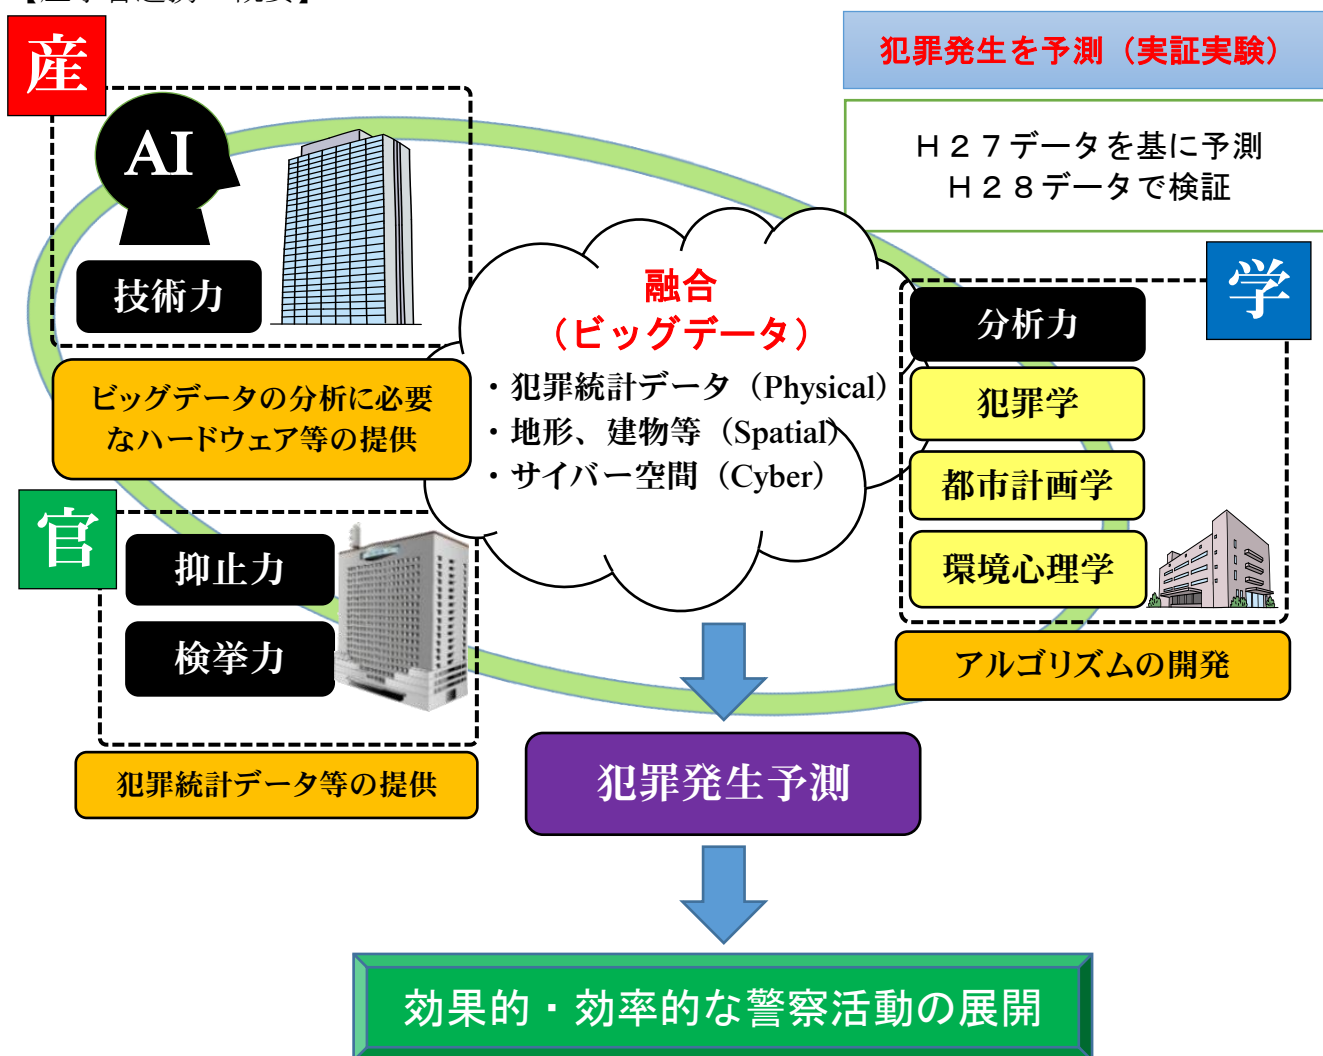 産
犯罪発生を予測（実証実験）
Ｈ２７データを基に予測
Ｈ２８データで検証
AI
技術力
ビッグデータの分析に必要
なハードウェア等の提供
融合
（ビッグデータ）
・犯罪統計データ（Physical）
・地形、建物等（Spatial）
・サイバー空間（Cyber）
学
分析力
犯罪学
都市計画学
環境心理学
アルゴリズムの開発
官
抑止力
検挙力
犯罪統計データ等の提供
犯罪発生予測
効果的・効率的な警察活動の展開